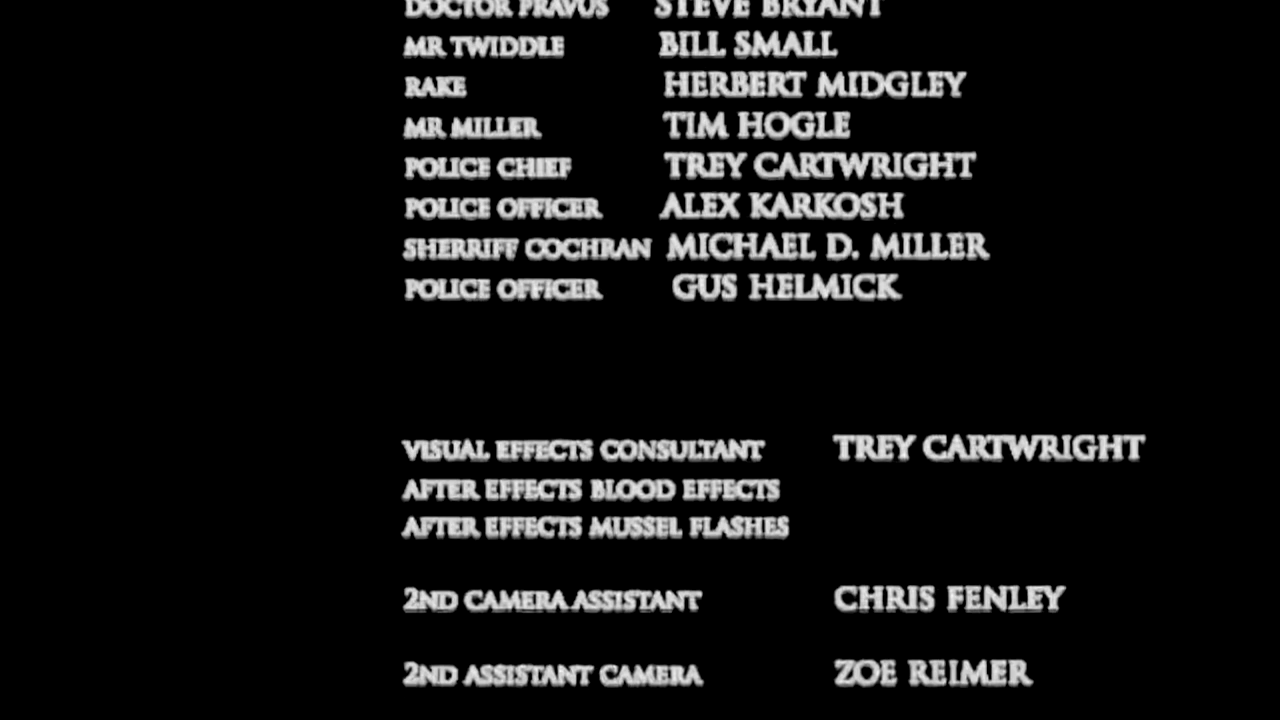 DOCTOR PRAVUS STEVE BRYANT
MR TWIDDLE BILL SMALL
RAKE HERBERT MIDGLEY
MR MILLER TIM HOGLE
POLICE CHIEF TREY CARTWRIGHT
POLICE OFFICER ALEX KARKOSH
SHERRIFF COCHRAN MICHAEL D. MILLER
POLICE OFFICER GUS HELMICK
VISUAL EFFECTS CONSULTANT TREY CARTWRIGHT
AFTER EFFECTS BLOOD EFFECTS
AFTER EFFECTS MUSSEL FLASHES
2ND CAMERA ASSISTANT CHRIS FENLEY
2ND ASSISTANT CAMERA ZOE REIMER